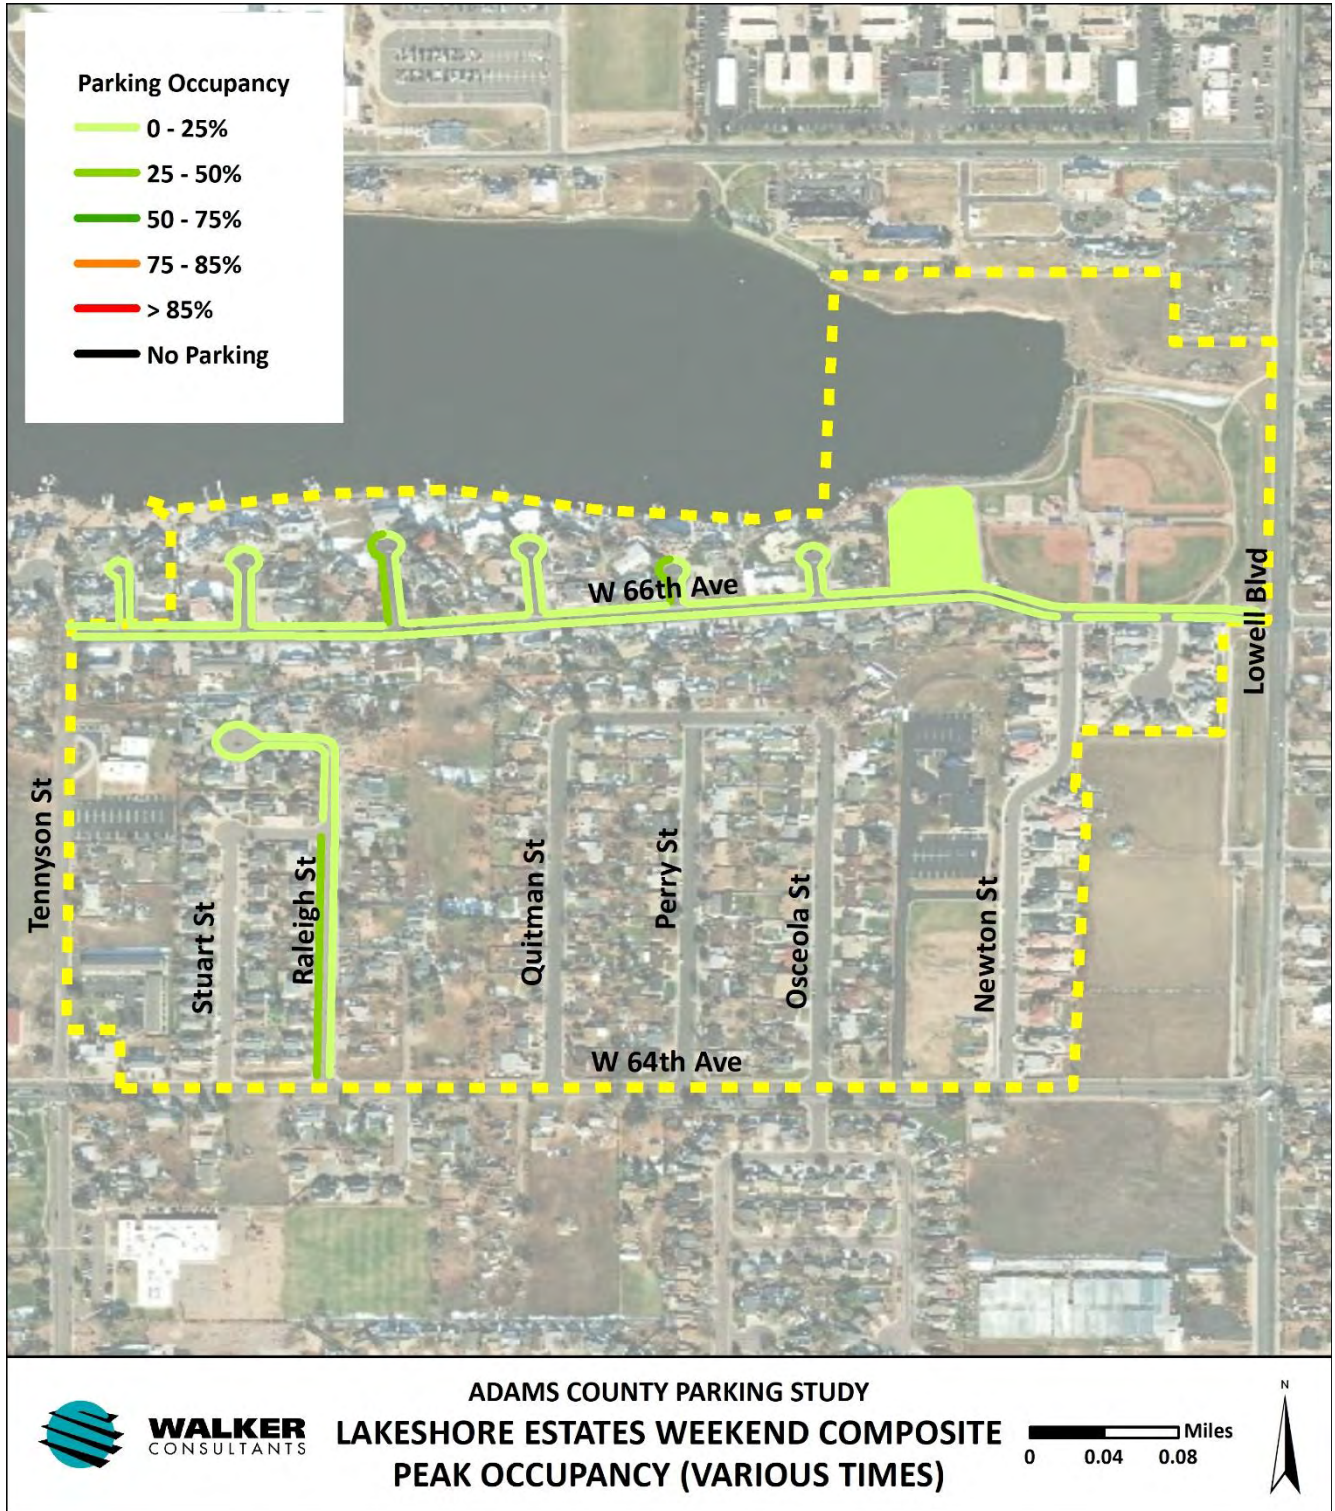 Parking Occupancy
0 - 25%
25 - 50%
50 - 75%
75 - 85%
> 85%
No Parking
W 66th Ave
Lowell Blvd
Tennyson St
Stuart St
Raleigh St
Quitman St
Perry St
Osceola St
Newton St
W 64th Ave
WALKER
CONSULTANTS
ADAMS COUNTY PARKING STUDY
LAKESHORE ESTATES WEEKEND COMPOSITE
PEAK OCCUPANCY (VARIOUS TIMES)
Miles
0 0.04 0.08
N